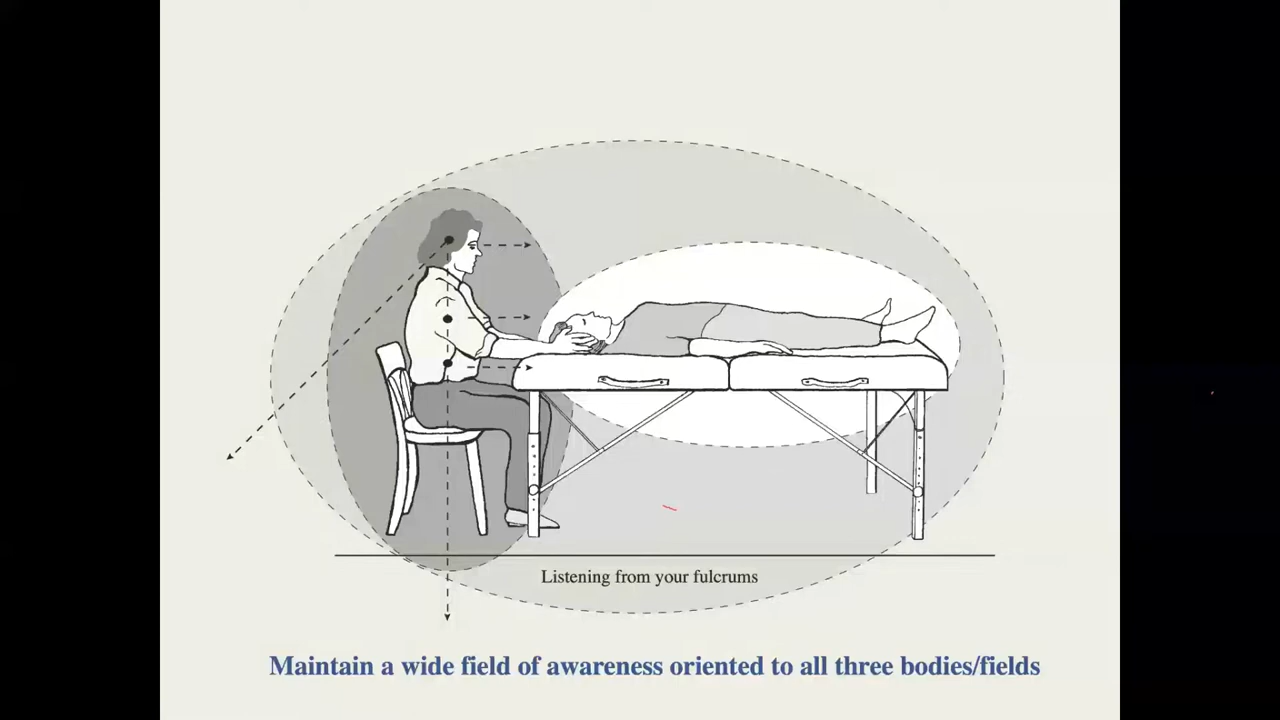 Listening from your fulcrums
Maintain a wide field of awareness oriented to all three bodies/fields